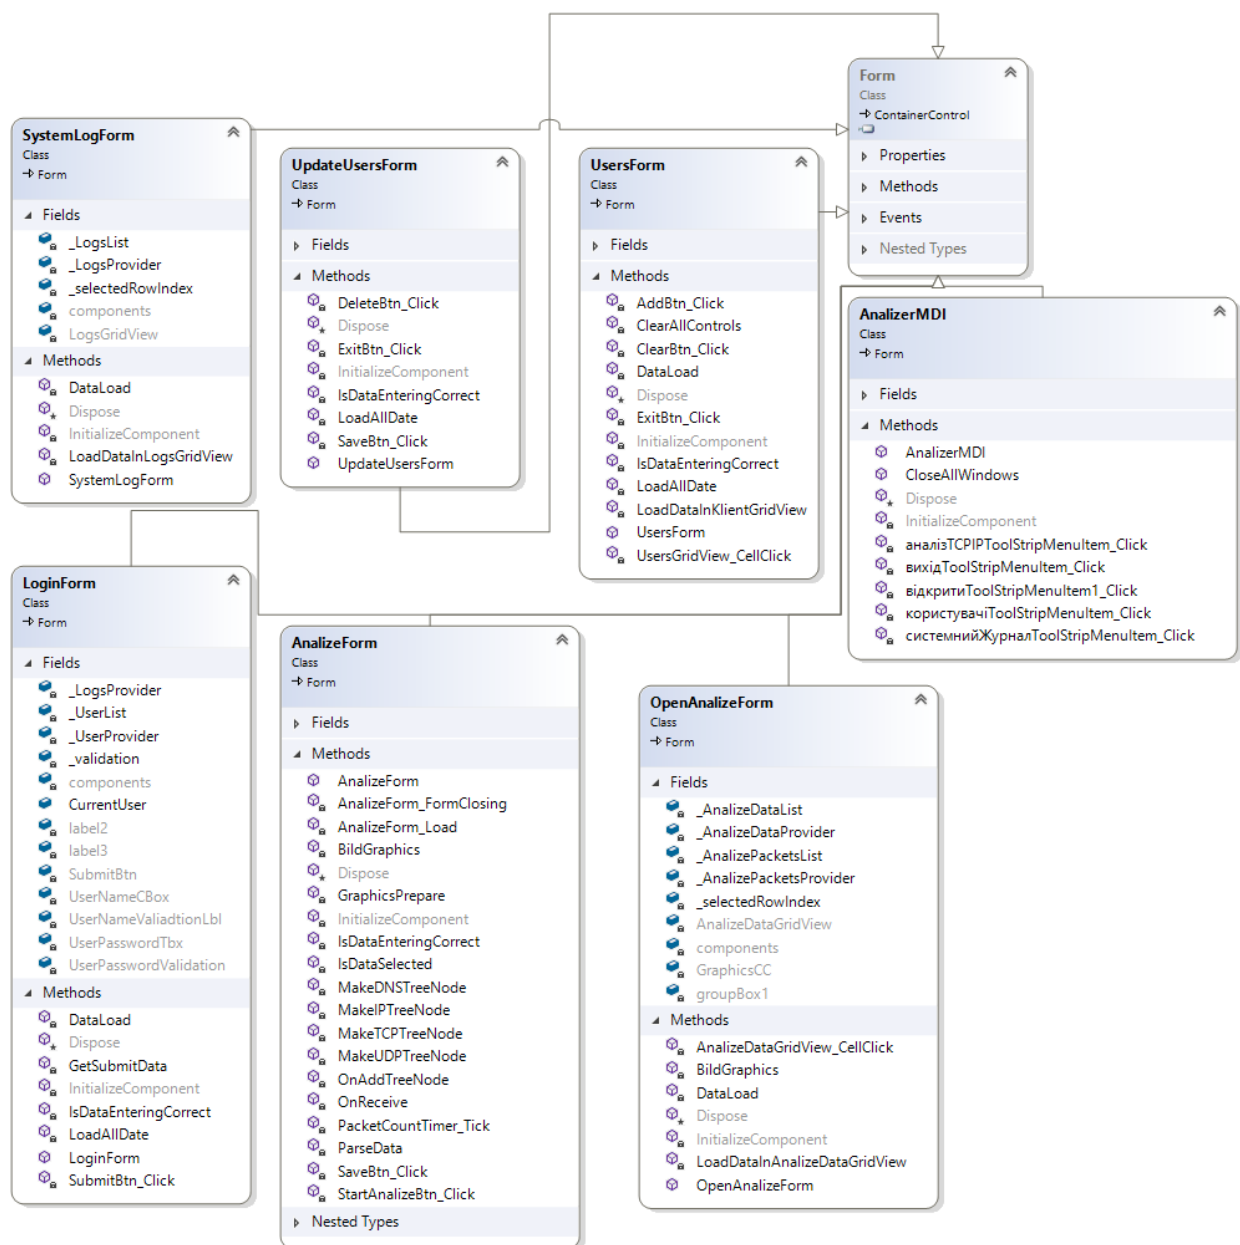 Form
Class
ContainerControl
Properties
Methods
Events
Nested Types
SystemLogForm
Class
Form
Fields
_LogsList
_LogsProvider
_selectedRowIndex
components
LogsGridView
Methods
DataLoad
Dispose
InitializeComponent
LoadDataInLogsGridView
SystemLogForm
UpdateUsersForm
Class
Form
Fields
Methods
DeleteBtn_Click
Dispose
ExitBtn_Click
InitializeComponent
IsDataEnteringCorrect
LoadAllDate
SaveBtn_Click
UpdateUsersForm
UsersForm
Class
Form
Fields
Methods
AddBtn_Click
ClearAllControls
ClearBtn_Click
DataLoad
Dispose
ExitBtn_Click
InitializeComponent
IsDataEnteringCorrect
LoadAllDate
LoadDataInKlientGridView
UsersForm
UsersGridView_CellClick
AnalizerMDI
Class
Form
Fields
Methods
AnalizerMDI
CloseAllWindows
Dispose
InitializeComponent
аналізTCPIPToolStripMenuItem_Click
вихідToolStripMenuItem_Click
відкритиToolStripMenuItem1_Click
користувачіToolStripMenuItem_Click
системнийЖурналToolStripMenuItem_Click
LoginForm
Class
Form
Fields
_LogsProvider
_UserList
_UserProvider
_validation
components
CurrentUser
label2
label3
SubmitBtn
UserNameCBox
UserNameValiadtionLbl
UserPasswordTbx
UserPasswordValidation
Methods
DataLoad
Dispose
GetSubmitData
InitializeComponent
IsDataEnteringCorrect
LoadAllDate
LoginForm
SubmitBtn_Click
AnalizeForm
Class
Form
Fields
Methods
AnalizeForm
AnalizeForm_FormClosing
AnalizeForm_Load
BildGraphics
Dispose
GraphicsPrepare
InitializeComponent
IsDataEnteringCorrect
IsDataSelected
MakeDNSTreeNode
MakeIPTreeNode
MakeTCPTreeNode
MakeUDPTreeNode
OnAddTreeNode
OnReceive
PacketCountTimer_Tick
ParseData
SaveBtn_Click
StartAnalizeBtn_Click
Nested Types
OpenAnalizeForm
Class
Form
Fields
_AnalizeDataList
_AnalizeDataProvider
_AnalizePacketsList
_AnalizePacketsProvider
_selectedRowIndex
AnalizeDataGridView
components
GraphicsCC
groupBox1
Methods
AnalizeDataGridView_CellClick
BildGraphics
DataLoad
Dispose
InitializeComponent
LoadDataInAnalizeDataGridView
OpenAnalizeForm